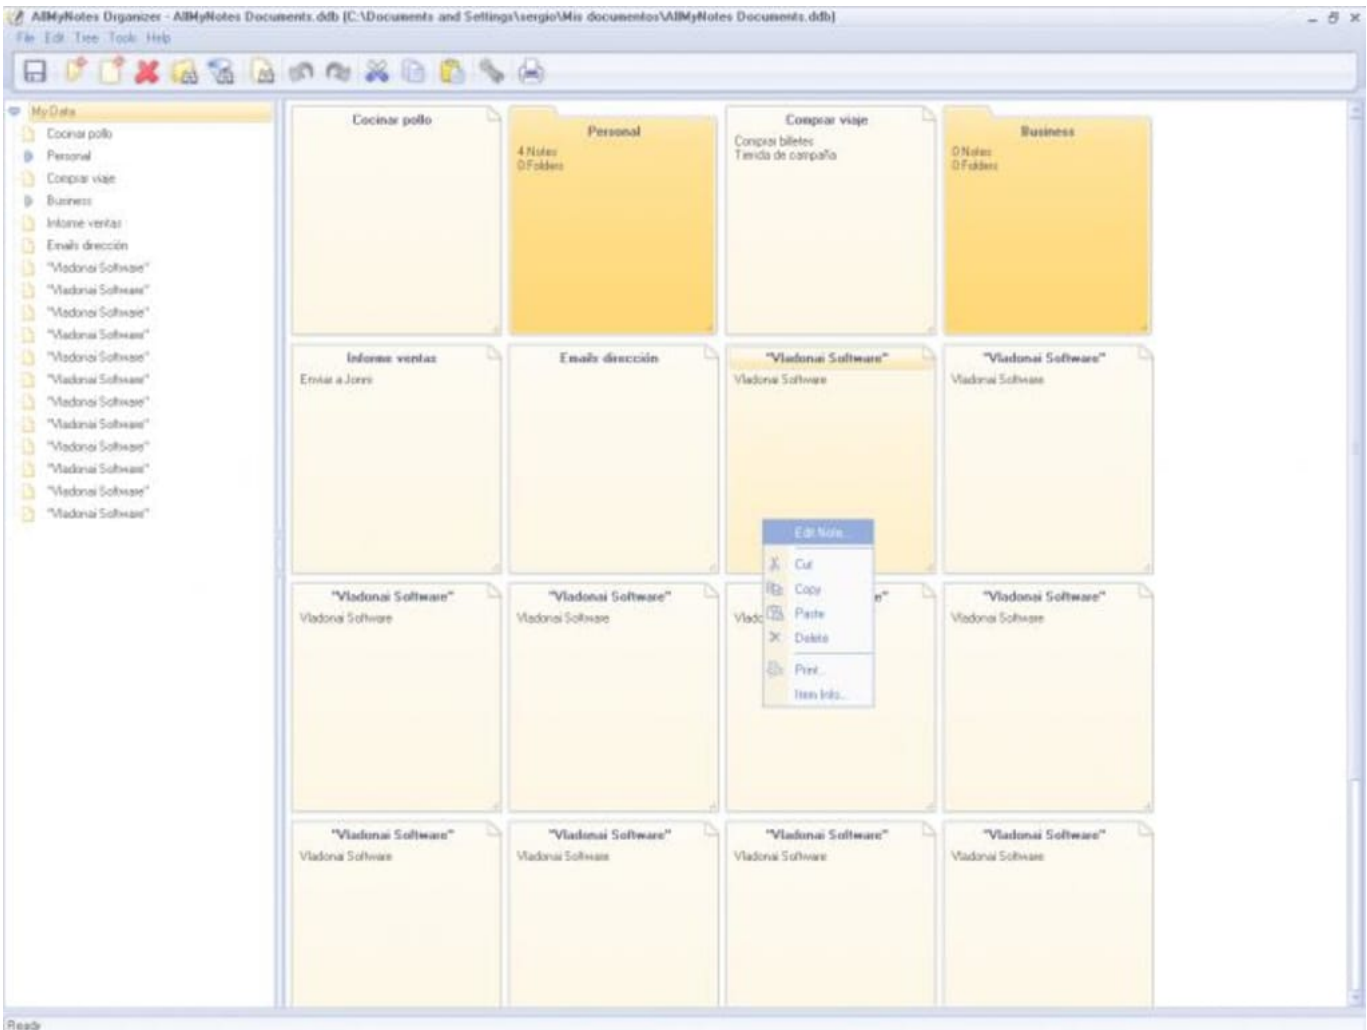 AllMyNotes Organizer - AllMyNotes Documents.ddb [C:\Documents and Settings\sergio\Mis documentos\AllMyNotes Documents.ddb]
File Edit Tree Tools Help
My Data
Cocinar pollo
Personal
Comprar viaje
Business
Informe ventas
Emails dirección
"Vladonai Software"
"Vladonai Software"
"Vladonai Software"
"Vladonai Software"
"Vladonai Software"
"Vladonai Software"
"Vladonai Software"
"Vladonai Software"
"Vladonai Software"
"Vladonai Software"
"Vladonai Software"
"Vladonai Software"
Cocinar pollo
Personal
4 Notes
0 Folders
Comprar viaje
Comprar billetes
Tienda de campaña
Business
0 Notes
0 Folders
Informe ventas
Enviar a Jonni
Emails dirección
"Vladonai Software"
Vladonai Software
"Vladonai Software"
Vladonai Software
Edit Note...
Cut
Copy
Paste
Delete
Print...
Item Info...
"Vladonai Software"
Vladonai Software
"Vladonai Software"
Vladonai Software
e"
Vlado
"Vladonai Software"
Vladonai Software
"Vladonai Software"
Vladonai Software
"Vladonai Software"
Vladonai Software
"Vladonai Software"
Vladonai Software
"Vladonai Software"
Vladonai Software
Ready